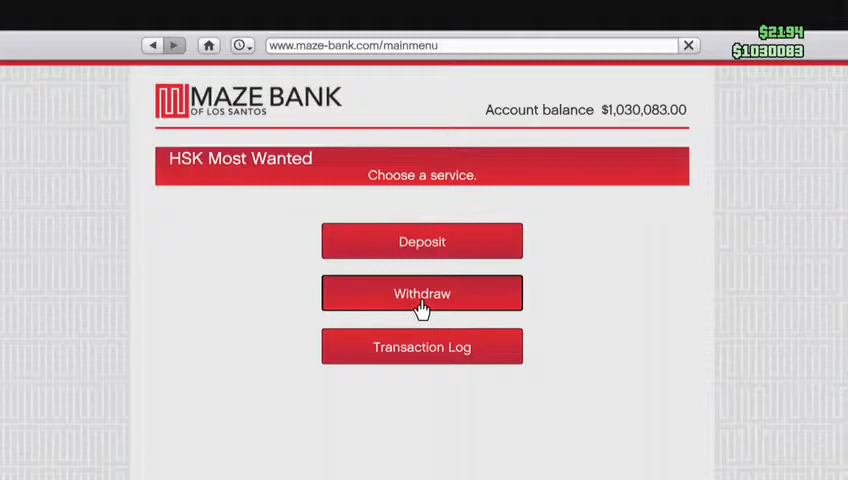 $2194
www.maze-bank.com/mainmenu
$1030083
MAZE BANK
OF LOS SANTOS
Account balance $1,030,083.00
HSK Most Wanted
Choose a service.
Deposit
Withdraw
Transaction Log